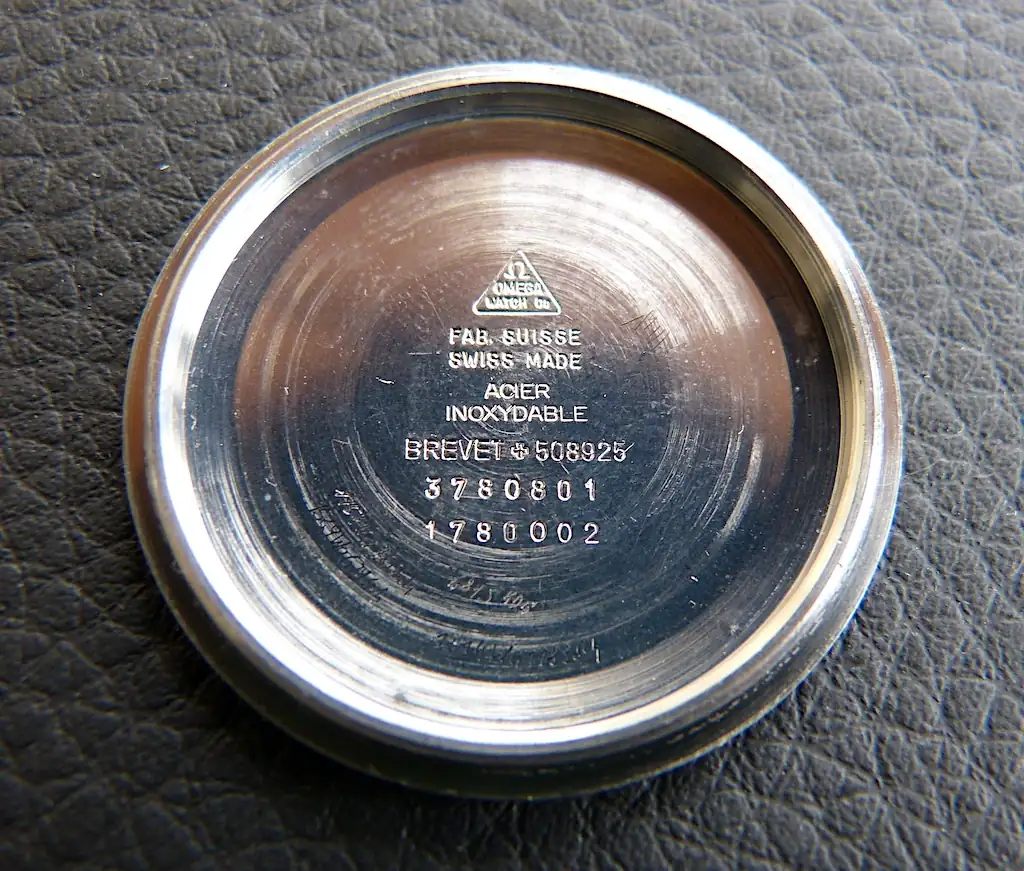 Ω
OMEGA
WATCH Co
FAB. SUISSE
SWISS MADE
ACIER
INOXYDABLE
BREVET ✚ 508925
3780801
1780002